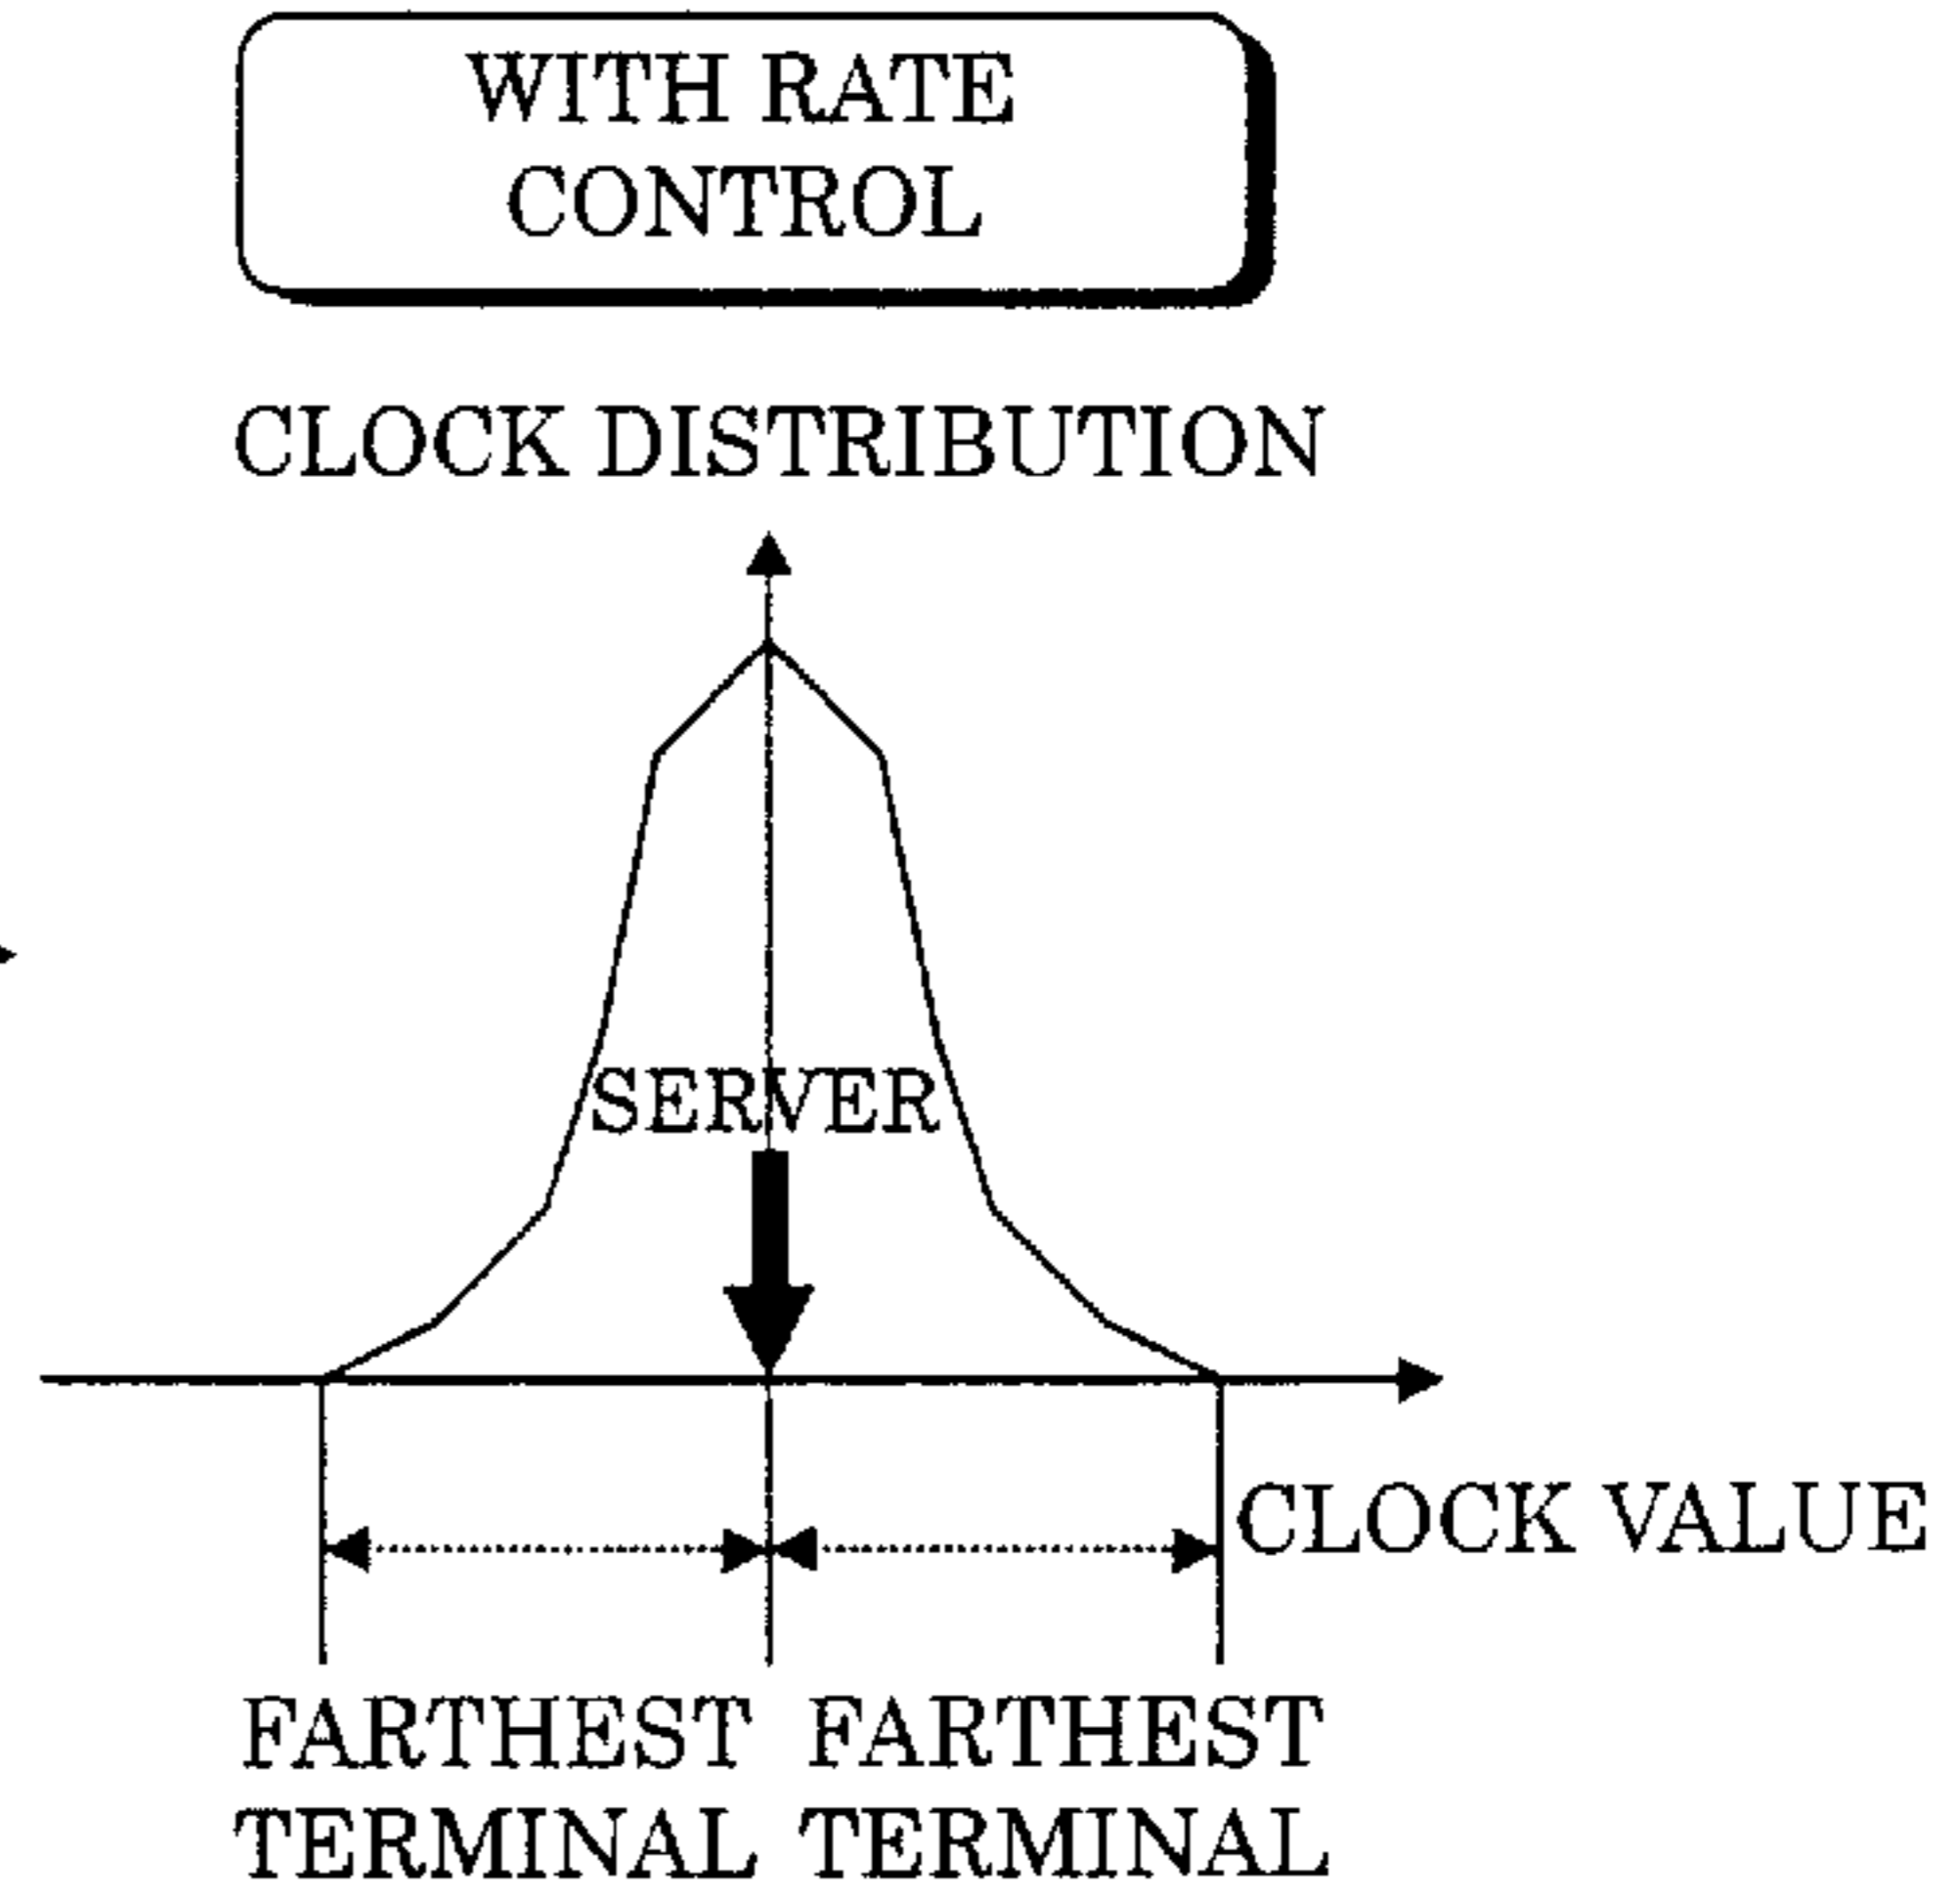 WITH RATE
CONTROL
CLOCK DISTRIBUTION
SERVER
CLOCK VALUE
FARTHEST FARTHEST
TERMINAL TERMINAL